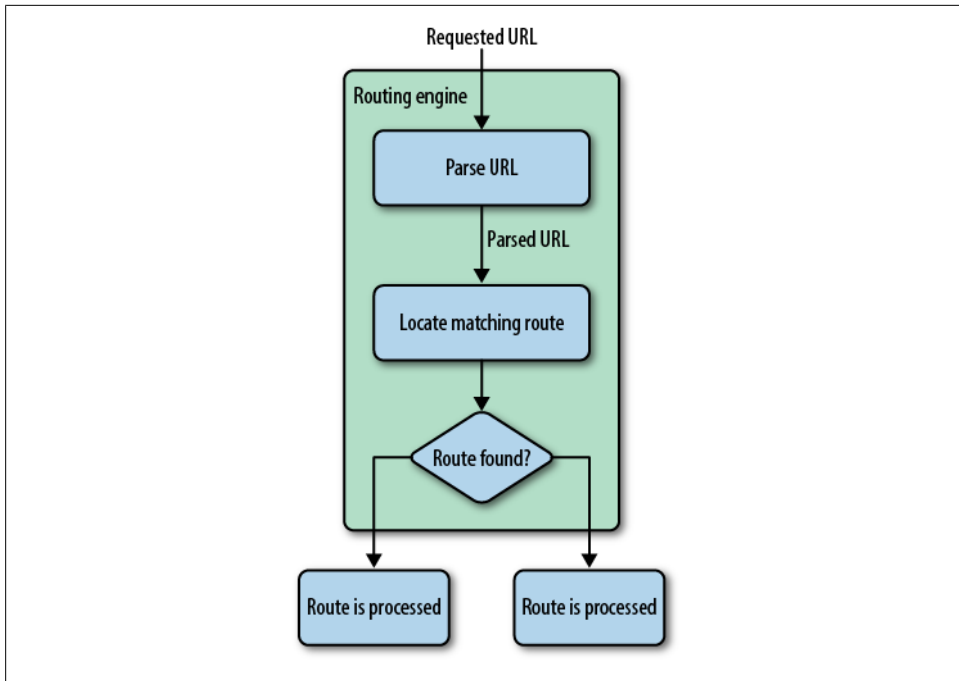 Requested URL
Routing engine
Parse URL
Parsed URL
Locate matching route
Route found?
Route is processed
Route is processed